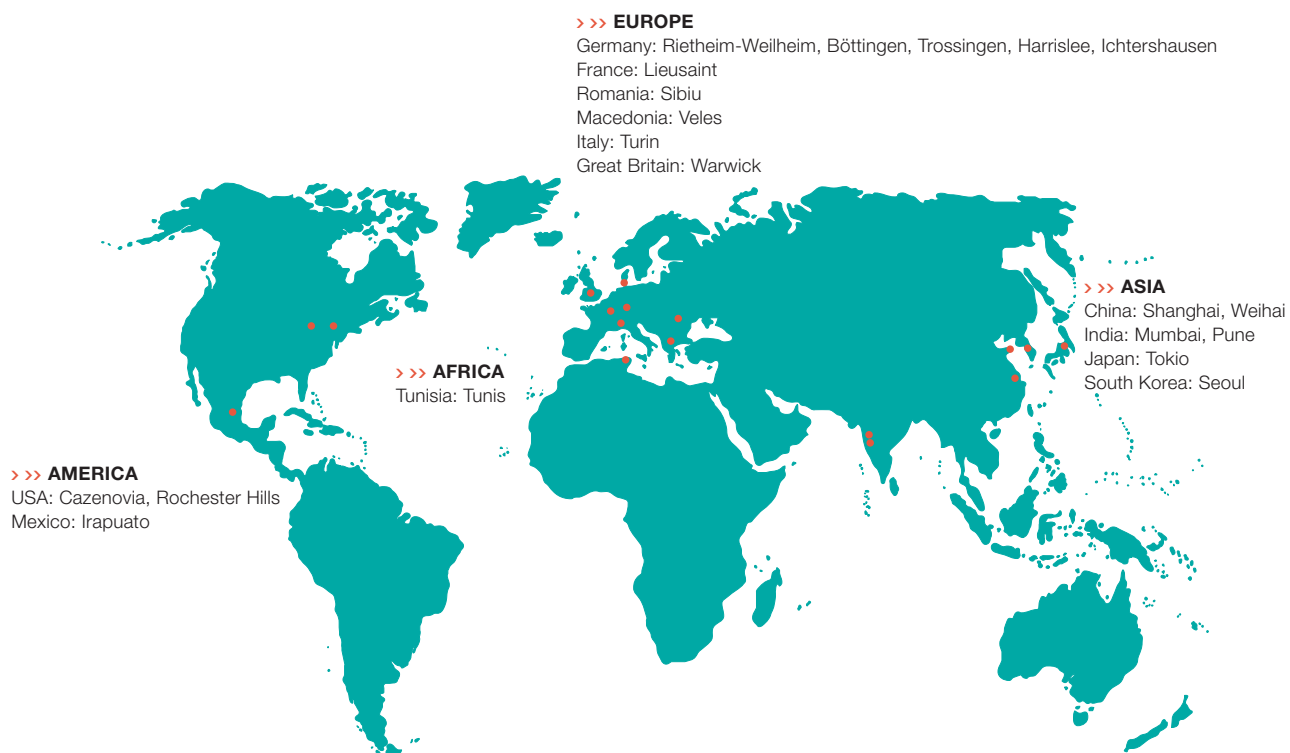 › ›› EUROPE
Germany: Rietheim-Weilheim, Böttingen, Trossingen, Harrislee, Ichtershausen
France: Lieusaint
Romania: Sibiu
Macedonia: Veles
Italy: Turin
Great Britain: Warwick
› ›› ASIA
China: Shanghai, Weihai
India: Mumbai, Pune
Japan: Tokio
South Korea: Seoul
› ›› AFRICA
Tunisia: Tunis
› ›› AMERICA
USA: Cazenovia, Rochester Hills
Mexico: Irapuato